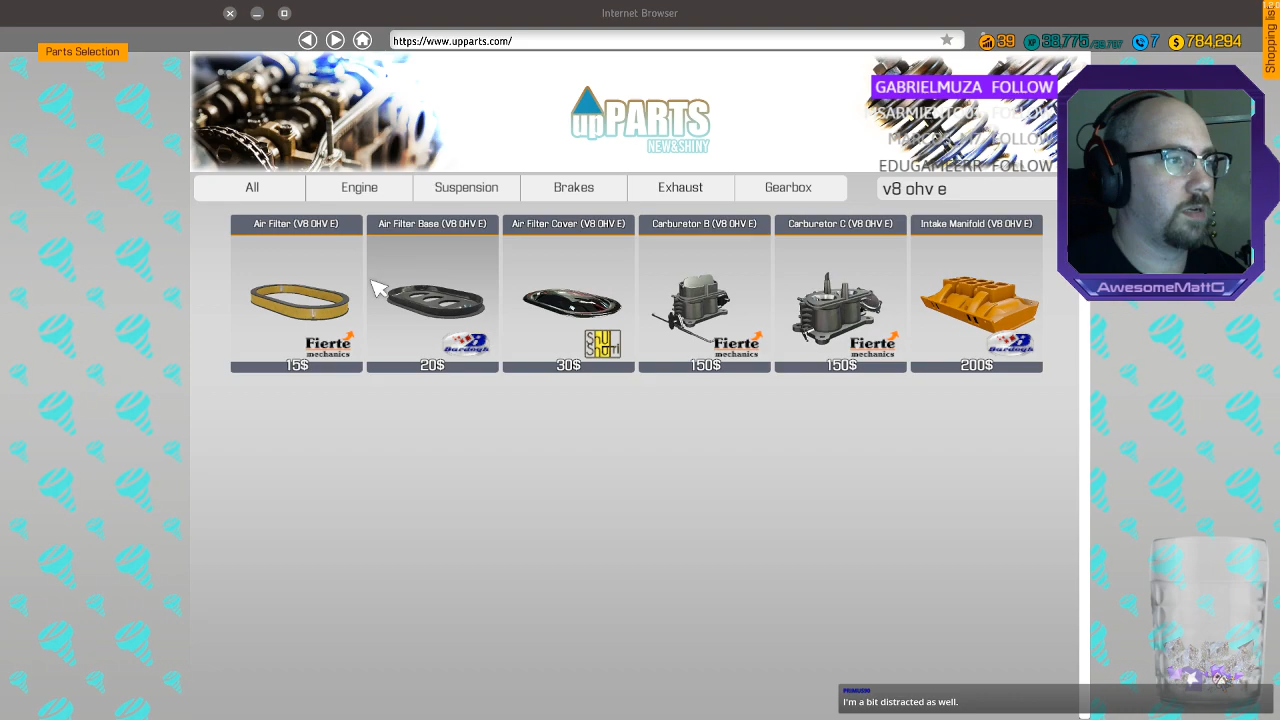 Internet Browser
Parts Selection
https://www.upparts.com/
39
7
784,294
Shopping list
upPARTS
NEW&SHINY
GABRIELMUZA FOLLOW
FOLLOW
FOLLOW
EDUGAMEERR FOLLOW
All
Engine
Suspension
Brakes
Exhaust
Gearbox
v8 ohv e
Air Filter (V8 OHV E)
Air Filter Base (V8 OHV E)
Air Filter Cover (V8 OHV E)
Carburetor B (V8 OHV E)
Carburetor C (V8 OHV E)
Intake Manifold (V8 OHV E)
Fierte mechanics
Fierte mechanics
Fierte mechanics
15$
20$
30$
150$
150$
200$
AwesomeMattG
I'm a bit distracted as well.